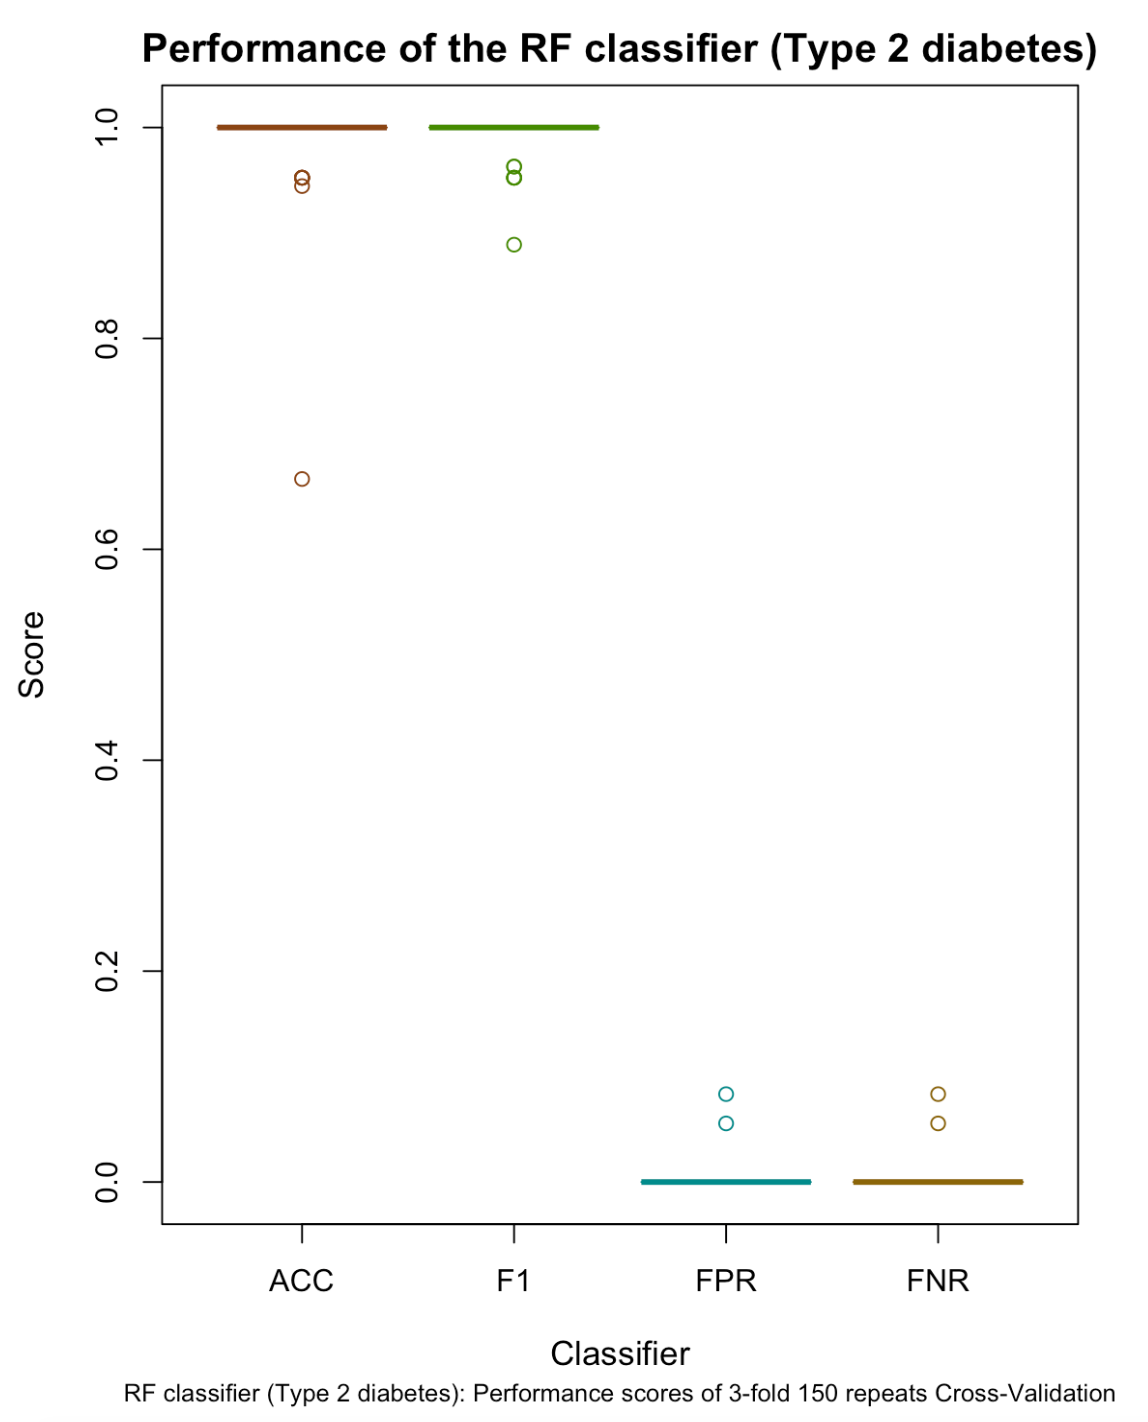 Performance of the RF classifier (Type 2 diabetes)
1.0
0.8
0.6
0.4
0.2
0.0
Score
ACC F1 FPR FNR
Classifier
RF classifier (Type 2 diabetes): Performance scores of 3-fold 150 repeats Cross-Validation